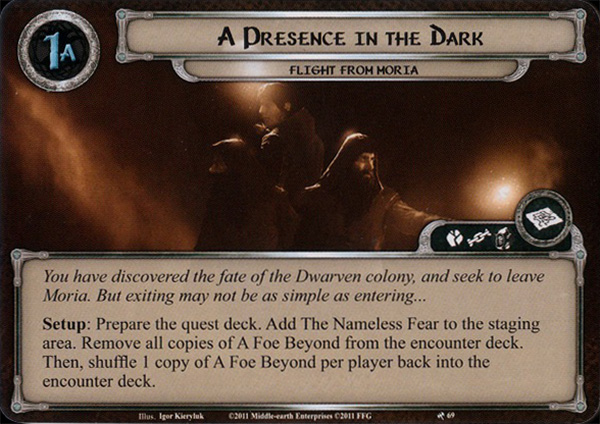 1A
A Presence in the Dark
Flight from Moria
You have discovered the fate of the Dwarven colony, and seek to leave
Moria. But exiting may not be as simple as entering...
Setup: Prepare the quest deck. Add The Nameless Fear to the staging
area. Remove all copies of A Foe Beyond from the encounter deck.
Then, shuffle 1 copy of A Foe Beyond per player back into the
encounter deck.
Illus. Igor Kieryluk ©2011 Middle-earth Enterprises ©2011 FFG 69